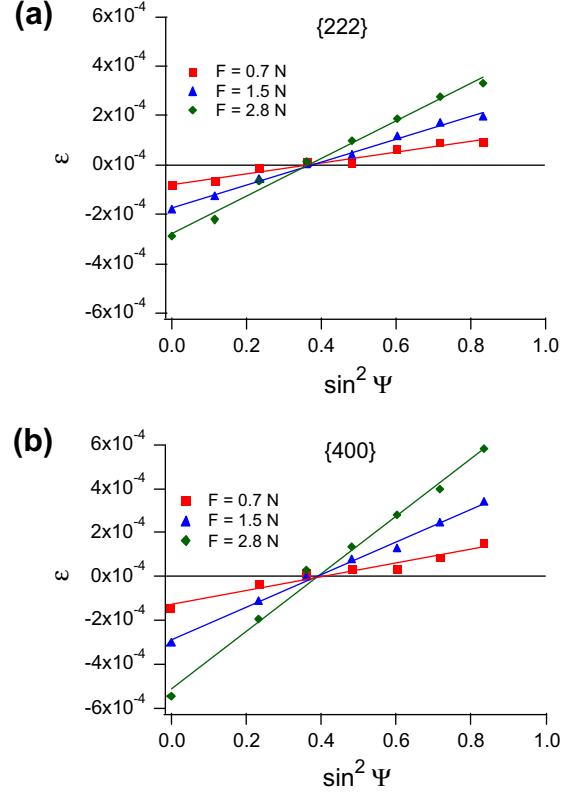 (a)
{222}
6x10⁻⁴
4x10⁻⁴
2x10⁻⁴
0x10⁻⁴
-2x10⁻⁴
-4x10⁻⁴
-6x10⁻⁴
ε
F = 0.7 N
F = 1.5 N
F = 2.8 N
0.0 0.2 0.4 0.6 0.8 1.0
sin² Ψ
(b)
{400}
6x10⁻⁴
4x10⁻⁴
2x10⁻⁴
0x10⁻⁴
-2x10⁻⁴
-4x10⁻⁴
-6x10⁻⁴
ε
F = 0.7 N
F = 1.5 N
F = 2.8 N
0.0 0.2 0.4 0.6 0.8 1.0
sin² Ψ